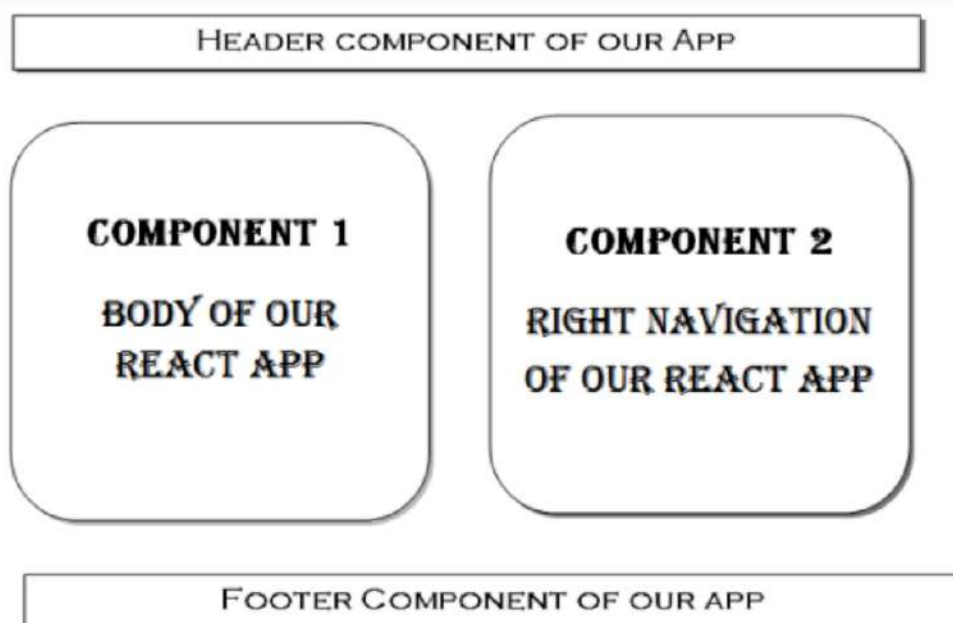 Header component of our App
COMPONENT 1
BODY OF OUR
REACT APP
COMPONENT 2
RIGHT NAVIGATION
OF OUR REACT APP
Footer Component of our app